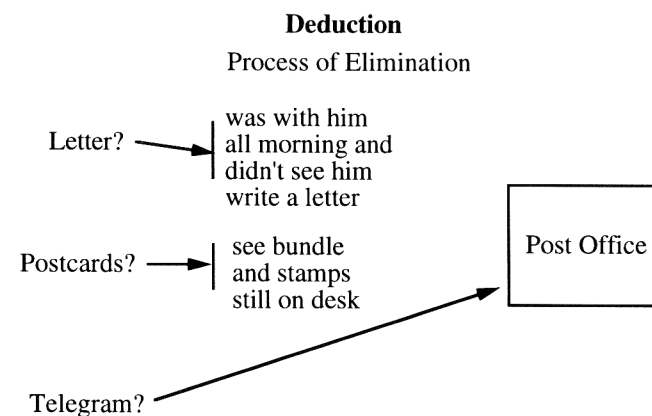 Deduction
Process of Elimination
Letter?
was with him
all morning and
didn't see him
write a letter
Postcards?
see bundle
and stamps
still on desk
Post Office
Telegram?